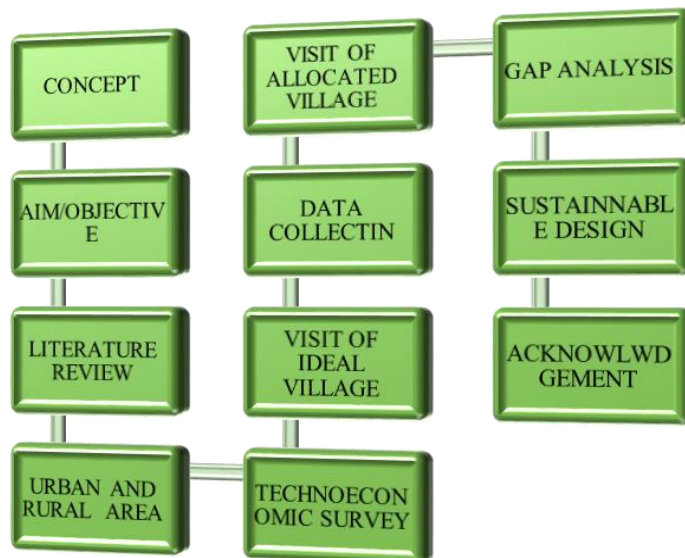 CONCEPT
AIM/OBJECTIV
E
LITERATURE
REVIEW
URBAN AND
RURAL AREA
TECHNOECON
OMIC SURVEY
VISIT OF
IDEAL
VILLAGE
DATA
COLLECTIN
VISIT OF
ALLOCATED
VILLAGE
GAP ANALYSIS
SUSTAINNABL
E DESIGN
ACKNOWLWD
GEMENT